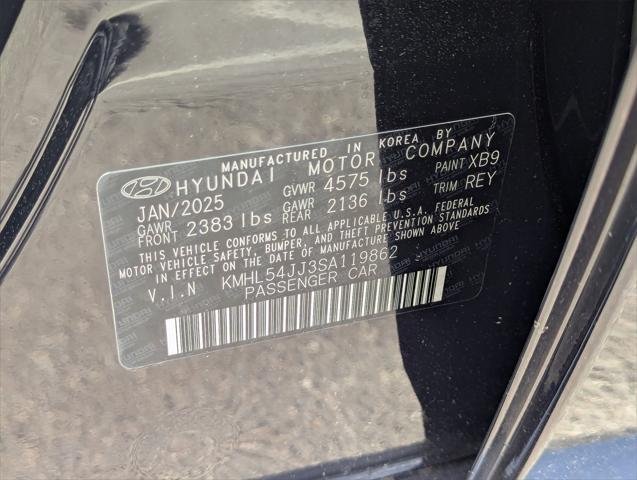 MANUFACTURED IN KOREA BY
HYUNDAI MOTOR COMPANY
JAN/2025 GVWR 4575 lbs PAINT XB9
GAWR FRONT 2383 lbs GAWR REAR 2136 lbs TRIM REY
THIS VEHICLE CONFORMS TO ALL APPLICABLE U.S.A. FEDERAL
MOTOR VEHICLE SAFETY, BUMPER, AND THEFT PREVENTION STANDARDS
IN EFFECT ON THE DATE OF MANUFACTURE SHOWN ABOVE
V.I.N KMHL54JJ3SA119862
PASSENGER CAR